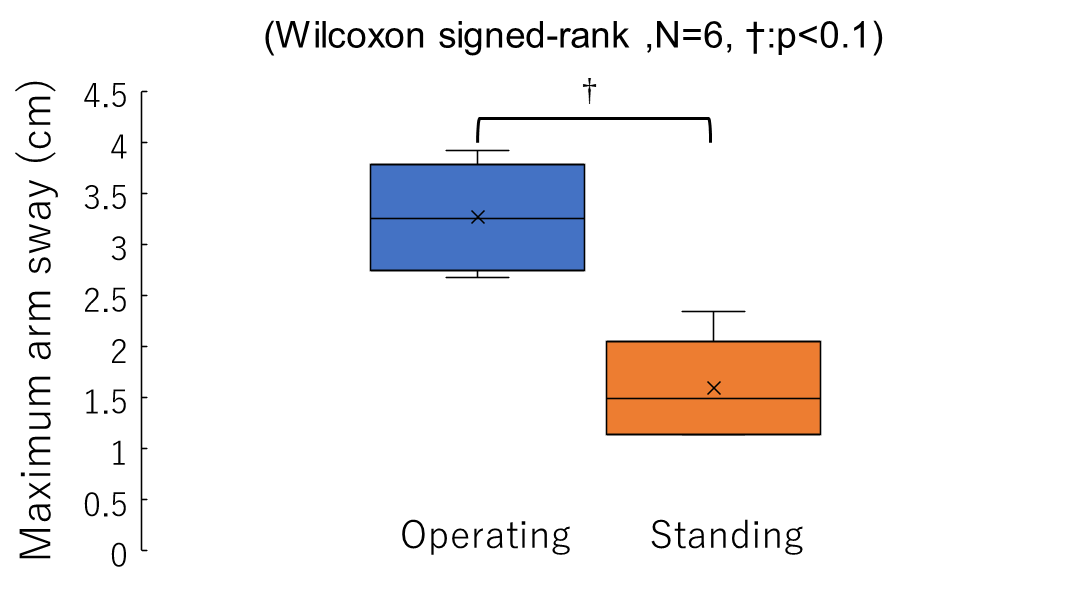 (Wilcoxon signed-rank ,N=6, †:p<0.1)
†
Maximum arm sway (cm)
4.5
4
3.5
3
2.5
2
1.5
1
0.5
0
Operating
Standing